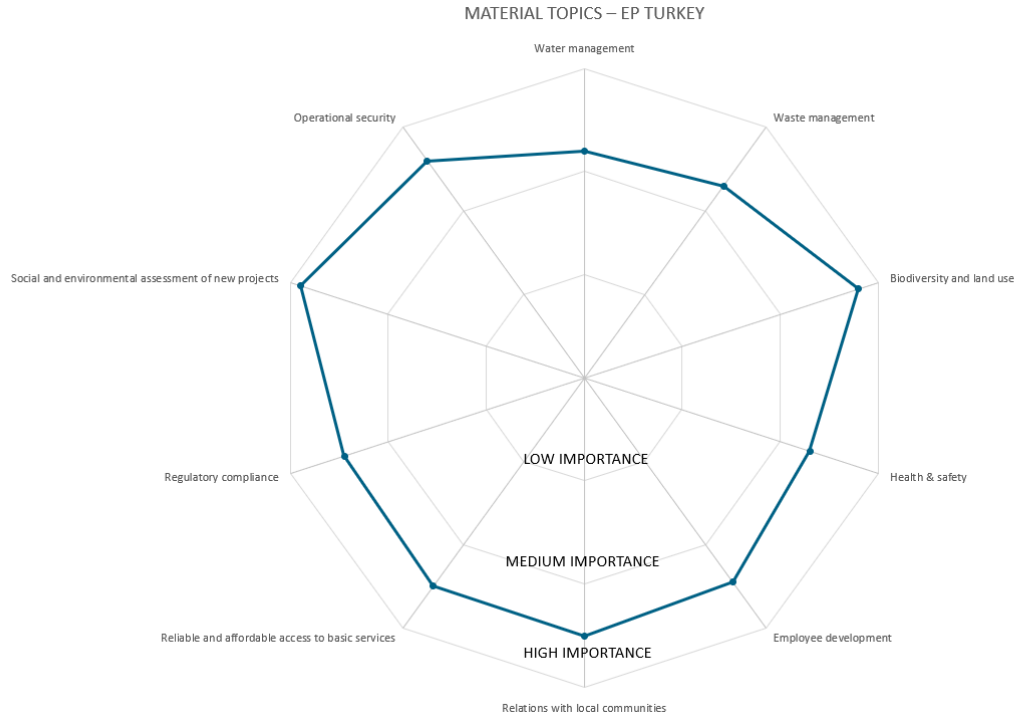 MATERIAL TOPICS – EP TURKEY
Water management
Operational security
Waste management
Social and environmental assessment of new projects
Biodiversity and land use
LOW IMPORTANCE
Regulatory compliance
Health & safety
MEDIUM IMPORTANCE
Reliable and affordable access to basic services
Employee development
HIGH IMPORTANCE
Relations with local communities